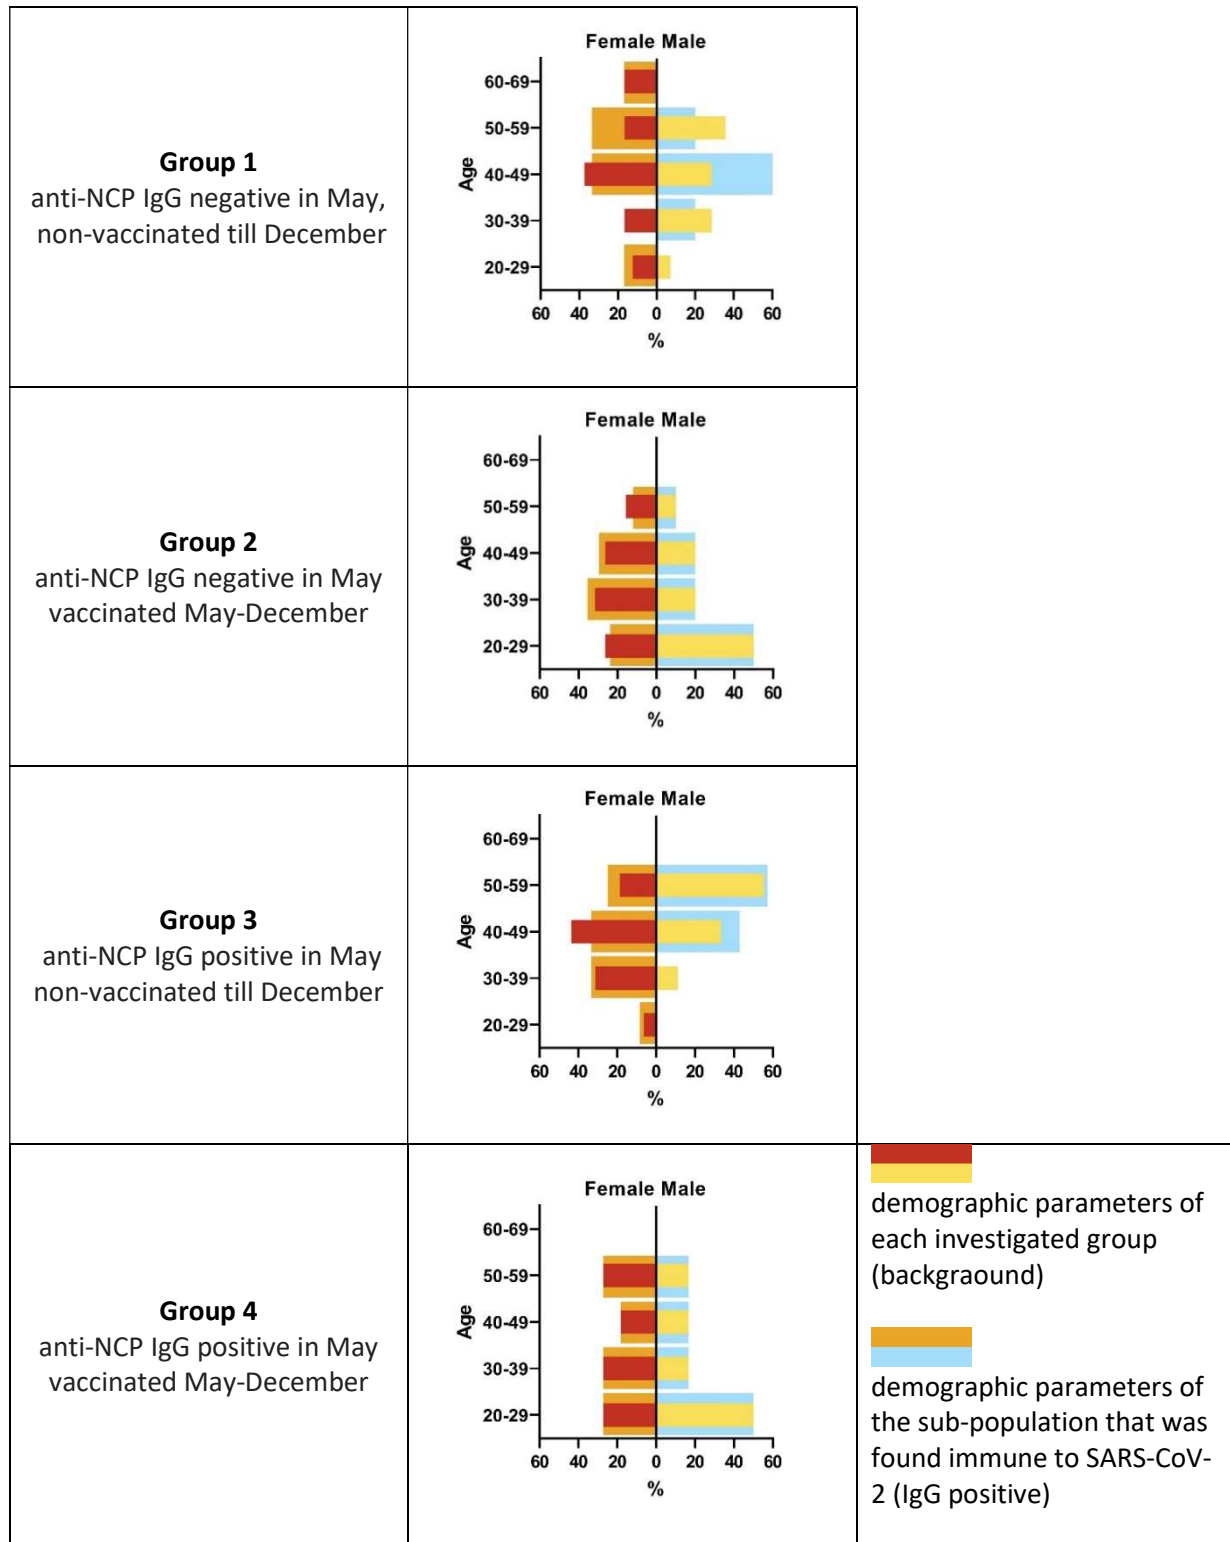 Group 1
anti-NCP IgG negative in May,
non-vaccinated till December
Female Male
60-69
50-59
40-49
30-39
20-29
Age
60 40 20 0 20 40 60
%
Group 2
anti-NCP IgG negative in May
vaccinated May-December
Female Male
60-69
50-59
40-49
30-39
20-29
Age
60 40 20 0 20 40 60
%
Group 3
anti-NCP IgG positive in May
non-vaccinated till December
Female Male
60-69
50-59
40-49
30-39
20-29
Age
60 40 20 0 20 40 60
%
Group 4
anti-NCP IgG positive in May
vaccinated May-December
Female Male
60-69
50-59
40-49
30-39
20-29
Age
60 40 20 0 20 40 60
%
demographic parameters of
each investigated group
(backgraound)
demographic parameters of
the sub-population that was
found immune to SARS-CoV-
2 (IgG positive)